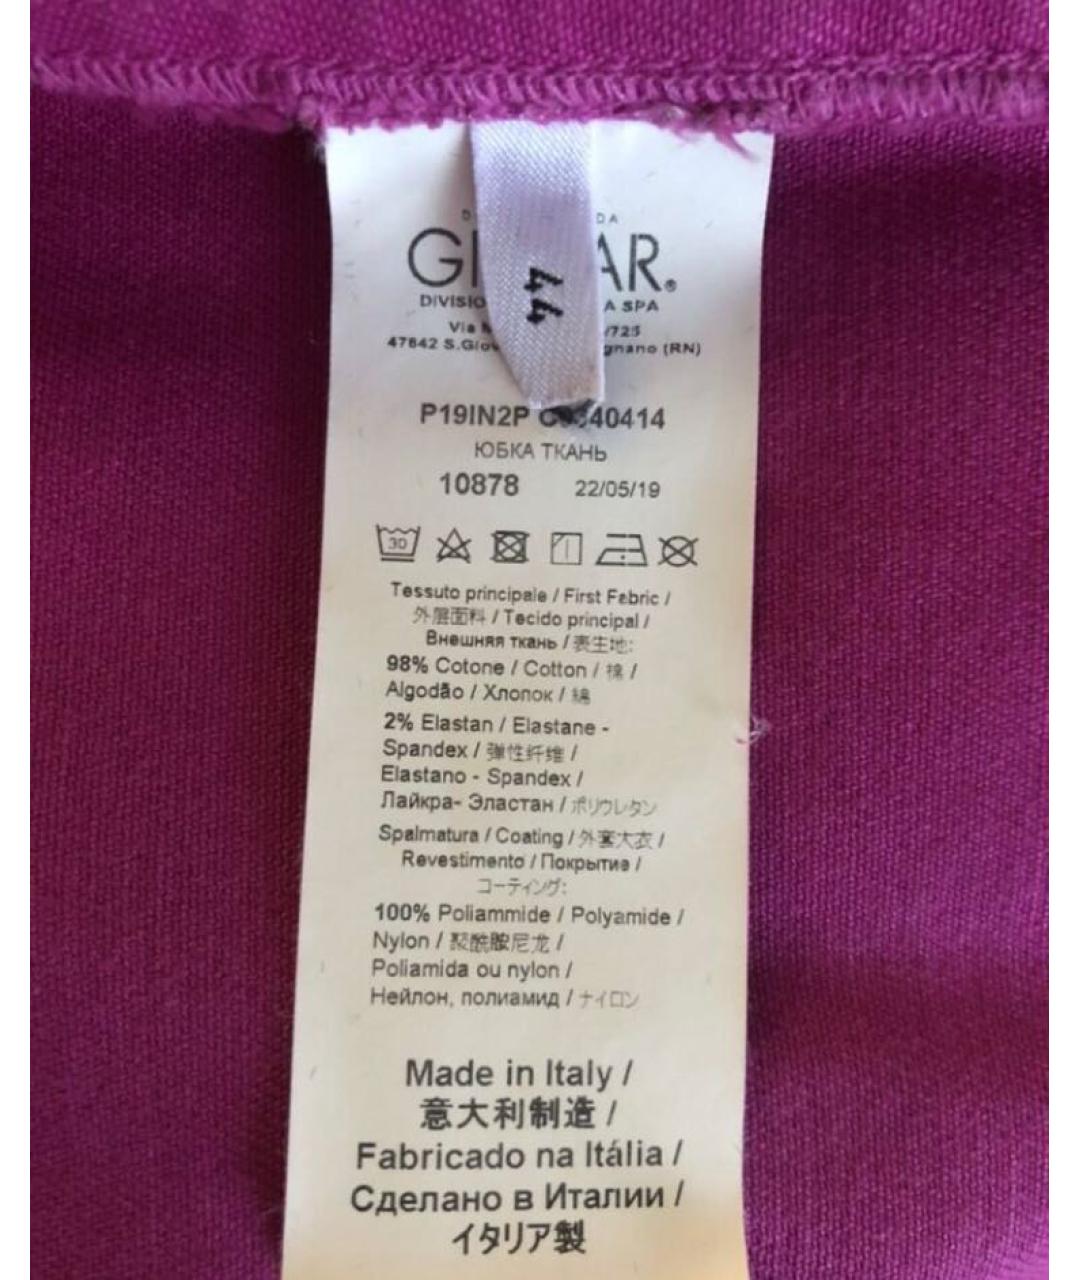 44
DA
AR®
DIVISIO A SPA
Via /725
47842 S.Giov gnano (RN)
P19IN2P 40414
ЮБКА ТКАНЬ
10878 22/05/19
30
Tessuto principale / First Fabric /
外层面料 / Tecido principal /
Внешняя ткань / 表生地:
98% Cotone / Cotton / 棉 /
Algodão / Хлопок / 綿
2% Elastan / Elastane -
Spandex / 弹性纤维 /
Elastano - Spandex /
Лайкра- Эластан / ポリウレタン
Spalmatura / Coating / 外套大衣 /
Revestimento / Покрытие /
コーティング:
100% Poliammide / Polyamide /
Nylon / 聚酰胺尼龙 /
Poliamida ou nylon /
Нейлон, полиамид / ナイロン
Made in Italy /
意大利制造 /
Fabricado na Itália /
Сделано в Италии /
イタリア製